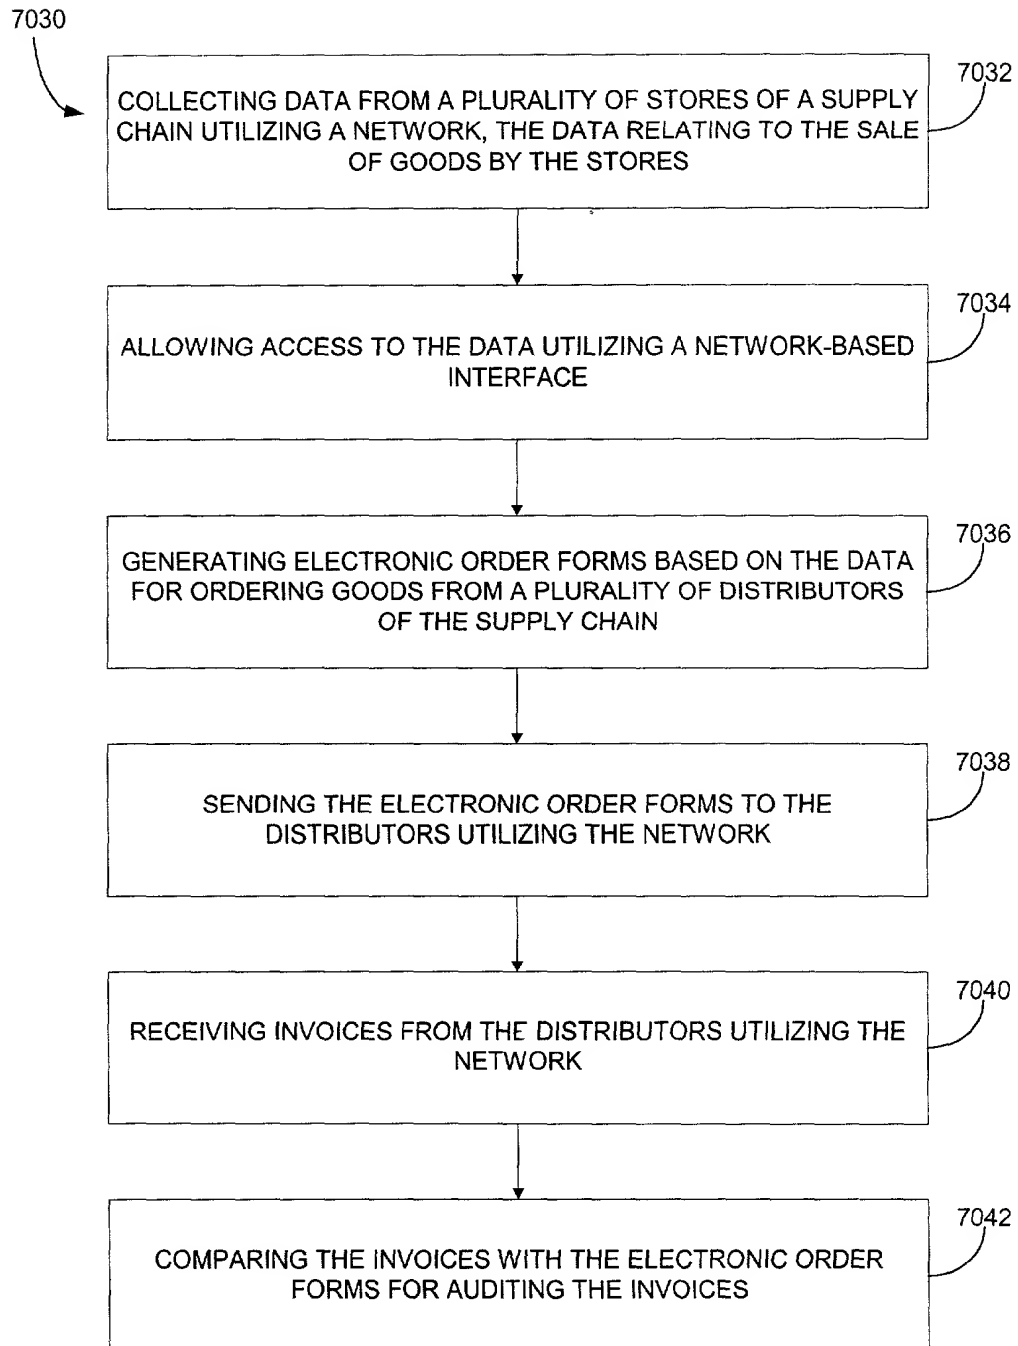 7030
7032
COLLECTING DATA FROM A PLURALITY OF STORES OF A SUPPLY
CHAIN UTILIZING A NETWORK, THE DATA RELATING TO THE SALE
OF GOODS BY THE STORES
7034
ALLOWING ACCESS TO THE DATA UTILIZING A NETWORK-BASED
INTERFACE
7036
GENERATING ELECTRONIC ORDER FORMS BASED ON THE DATA
FOR ORDERING GOODS FROM A PLURALITY OF DISTRIBUTORS
OF THE SUPPLY CHAIN
7038
SENDING THE ELECTRONIC ORDER FORMS TO THE
DISTRIBUTORS UTILIZING THE NETWORK
7040
RECEIVING INVOICES FROM THE DISTRIBUTORS UTILIZING THE
NETWORK
7042
COMPARING THE INVOICES WITH THE ELECTRONIC ORDER
FORMS FOR AUDITING THE INVOICES